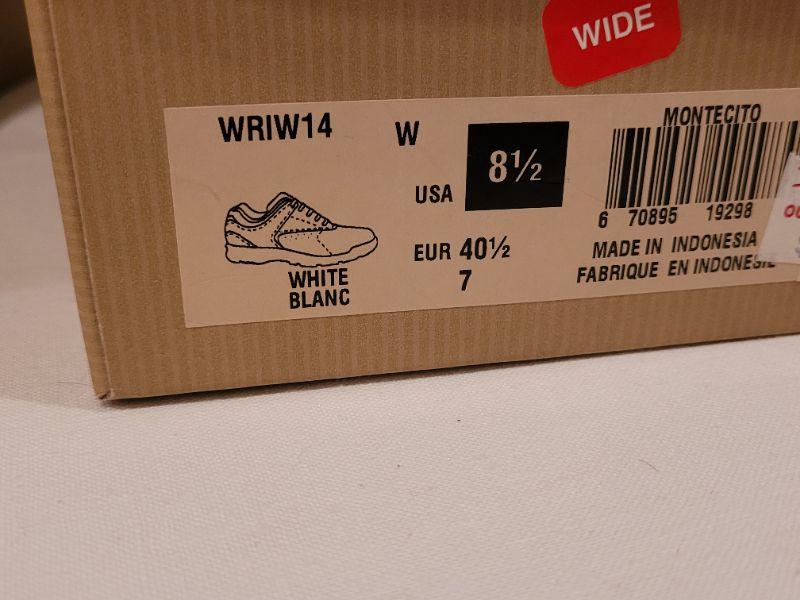 WIDE
WRIW14
W
USA 8½
EUR 40½
7
WHITE
BLANC
MONTECITO
6 70895 19298
MADE IN INDONESIA
FABRIQUE EN INDONESIE